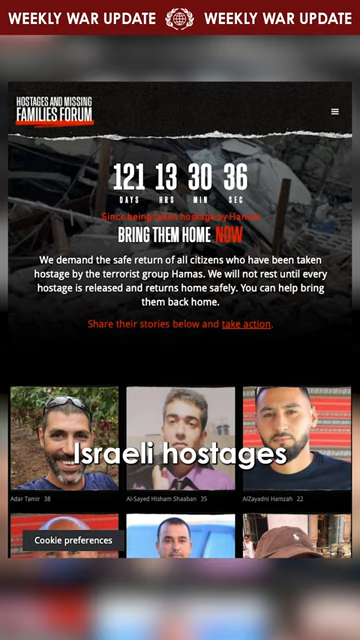 WEEKLY WAR UPDATE WEEKLY WAR UPDATE
HOSTAGES AND MISSING
FAMILIES FORUM
121 13 30 36
DAYS HRS MIN SEC
Since being taken hostage by Hamas
BRING THEM HOME NOW
We demand the safe return of all citizens who have been taken
hostage by the terrorist group Hamas. We will not rest until every
hostage is released and returns home safely. You can help bring
them back home.
Share their stories below and take action.
Israeli hostages
Adar Tamir 38
Al-Sayed Hisham Shaaban 35
AlZayadni Hamzah 22
Cookie preferences